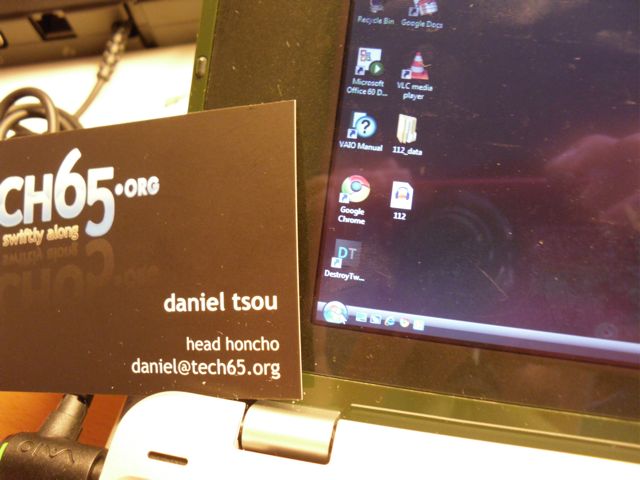 CH65.ORG
swiftly along
daniel tsou
head honcho
daniel@tech65.org
Recycle Bin
Google Docs
Microsoft
Office 60 D...
VLC media
player
VAIO Manual
112_data
Google
Chrome
112
DT
DestroyTw...